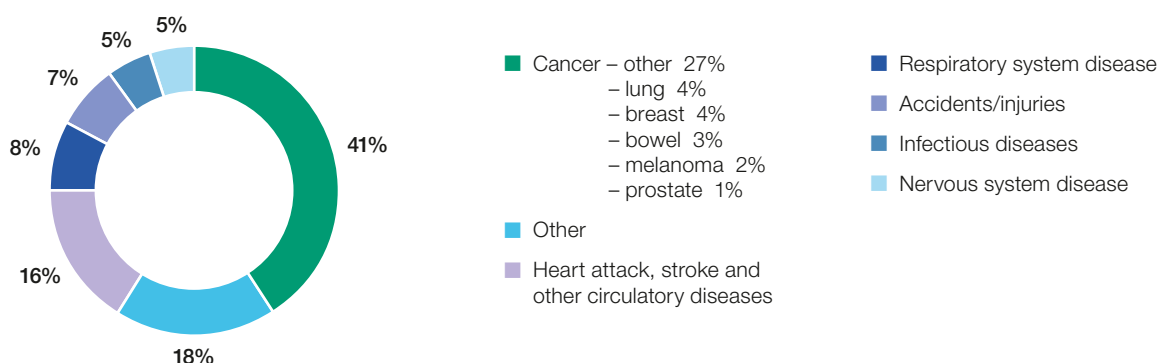 5%
5%
7%
8%
41%
16%
18%
Cancer – other 27%
– lung 4%
– breast 4%
– bowel 3%
– melanoma 2%
– prostate 1%
Other
Heart attack, stroke and
other circulatory diseases
Respiratory system disease
Accidents/injuries
Infectious diseases
Nervous system disease